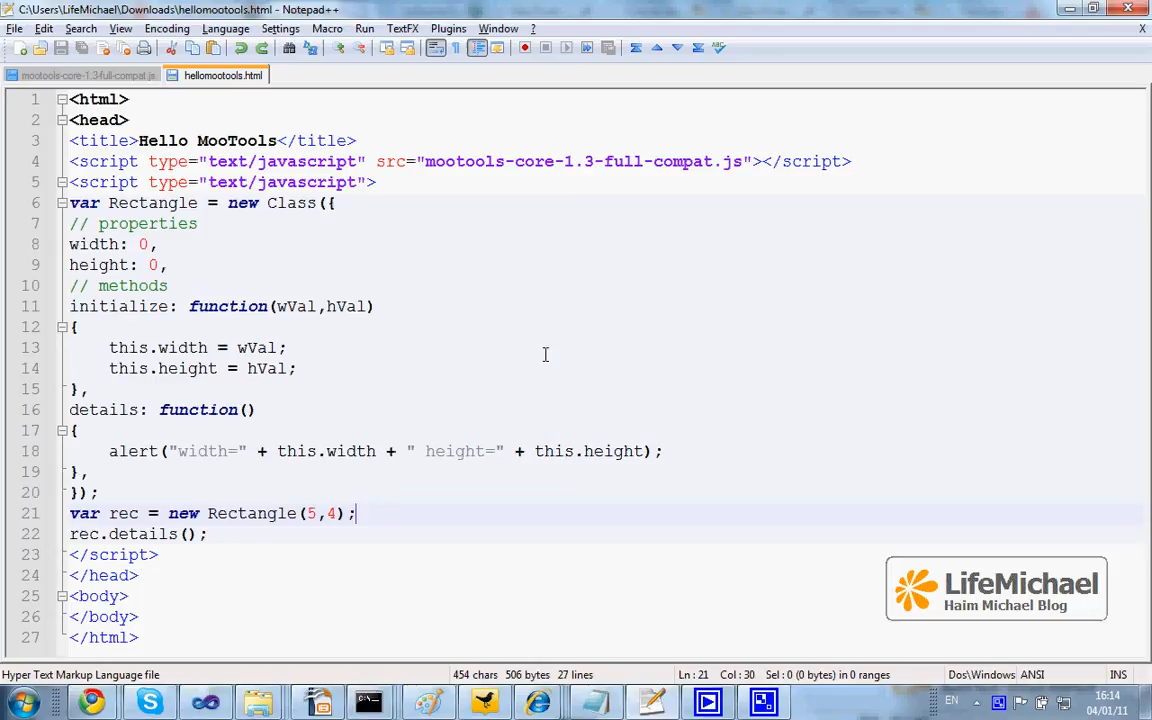 C:\Users\LifeMichael\Downloads\hellomootools.html - Notepad++
File Edit Search View Encoding Language Settings Macro Run TextFX Plugins Window ? X
mootools-core-1.3-full-compat.js hellomootools.html
1 <html>
2 <head>
3 <title>Hello MooTools</title>
4 <script type="text/javascript" src="mootools-core-1.3-full-compat.js"></script>
5 <script type="text/javascript">
6 var Rectangle = new Class({
7 // properties
8 width: 0,
9 height: 0,
10 // methods
11 initialize: function(wVal,hVal)
12 {
13 this.width = wVal;
14 this.height = hVal;
15 },
16 details: function()
17 {
18 alert("width=" + this.width + " height=" + this.height);
19 },
20 });
21 var rec = new Rectangle(5,4);
22 rec.details();
23 </script>
24 </head>
25 <body>
26 </body>
27 </html>
LifeMichael
Haim Michael Blog
Hyper Text Markup Language file 454 chars 506 bytes 27 lines Ln : 21 Col : 30 Sel : 0 (0 bytes) in 0 ranges Dos\Windows ANSI INS
EN 16:14
04/01/11